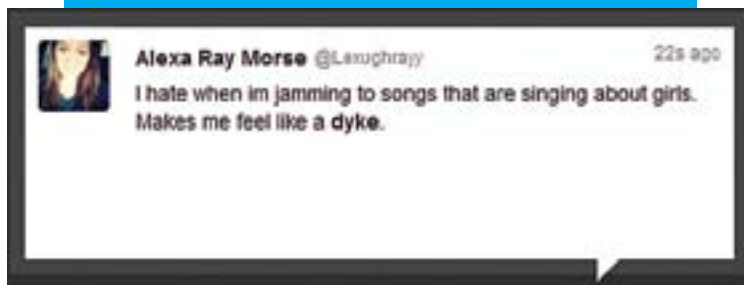 Alexa Ray Morse @Lexughrayy 22s ago
I hate when im jamming to songs that are singing about girls.
Makes me feel like a dyke.